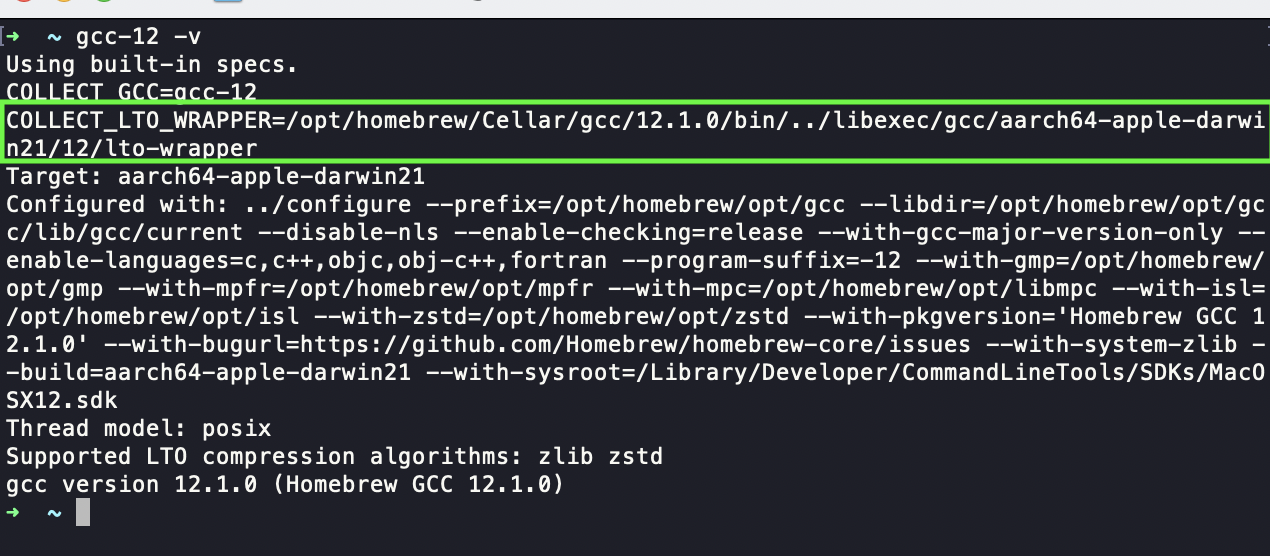 ➜  ~ gcc-12 -v
Using built-in specs.
COLLECT_GCC=gcc-12
COLLECT_LTO_WRAPPER=/opt/homebrew/Cellar/gcc/12.1.0/bin/../libexec/gcc/aarch64-apple-darwi
n21/12/lto-wrapper
Target: aarch64-apple-darwin21
Configured with: ../configure --prefix=/opt/homebrew/opt/gcc --libdir=/opt/homebrew/opt/gc
c/lib/gcc/current --disable-nls --enable-checking=release --with-gcc-major-version-only --
enable-languages=c,c++,objc,obj-c++,fortran --program-suffix=-12 --with-gmp=/opt/homebrew/
opt/gmp --with-mpfr=/opt/homebrew/opt/mpfr --with-mpc=/opt/homebrew/opt/libmpc --with-isl=
/opt/homebrew/opt/isl --with-zstd=/opt/homebrew/opt/zstd --with-pkgversion='Homebrew GCC 1
2.1.0' --with-bugurl=https://github.com/Homebrew/homebrew-core/issues --with-system-zlib -
-build=aarch64-apple-darwin21 --with-sysroot=/Library/Developer/CommandLineTools/SDKs/MacO
SX12.sdk
Thread model: posix
Supported LTO compression algorithms: zlib zstd
gcc version 12.1.0 (Homebrew GCC 12.1.0)
➜  ~